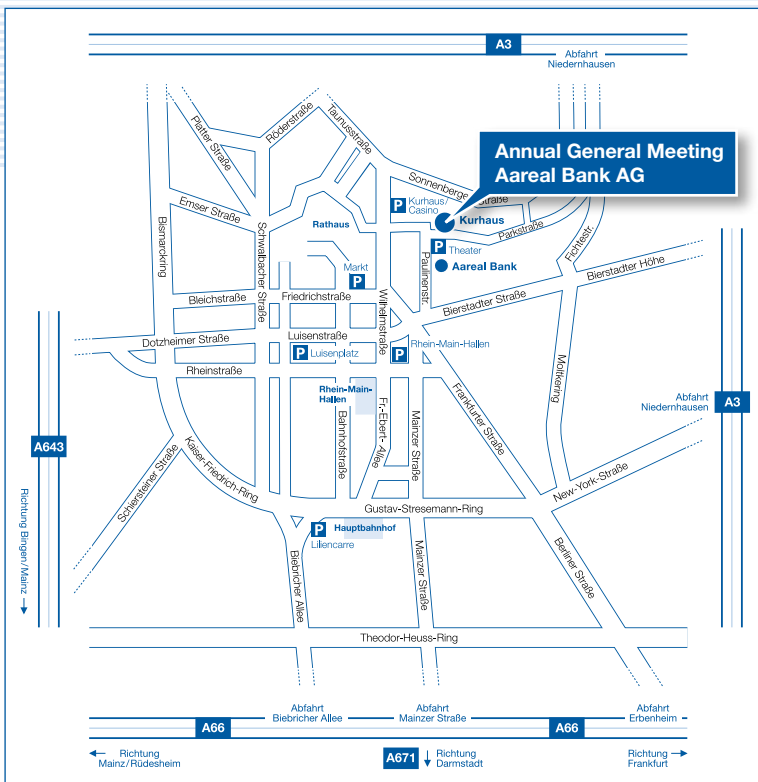 A3
Abfahrt
Niedernhausen
Platter Straße
Röderstraße
Taunusstraße
Sonnenberger Straße
Annual General Meeting
Aareal Bank AG
Emser Straße
P
Kurhaus/
Casino
Kurhaus
Rathaus
Parkstraße
Bismarckring
Schwalbacher Straße
P
Theater
Fichtestr.
Aareal Bank
Markt
P
Paulinenstr.
Bierstadter Höhe
Bleichstraße
Friedrichstraße
Wilhelmstraße
Bierstadter Straße
Dotzheimer Straße
Luisenstraße
P
Luisenplatz
P
Rhein-Main-Hallen
Rheinstraße
Moltkering
Rhein-Main-
Hallen
Frankfurter Straße
Abfahrt
Niedernhausen
A3
A643
Bahnhofstraße
Fr.-Ebert- Allee
Mainzer Straße
Schiersteiner Straße
Kaiser-Friedrich-Ring
New-York-Straße
Gustav-Stresemann-Ring
Richtung Bingen/Mainz
P
Liliencarre
Hauptbahnhof
Biebricher Allee
Mainzer Straße
Berliner Straße
Theodor-Heuss-Ring
Abfahrt
Biebricher Allee
Abfahrt
Mainzer Straße
Abfahrt
Erbenheim
A66
A66
Richtung
Mainz/Rüdesheim
A671
Richtung
Darmstadt
Richtung
Frankfurt